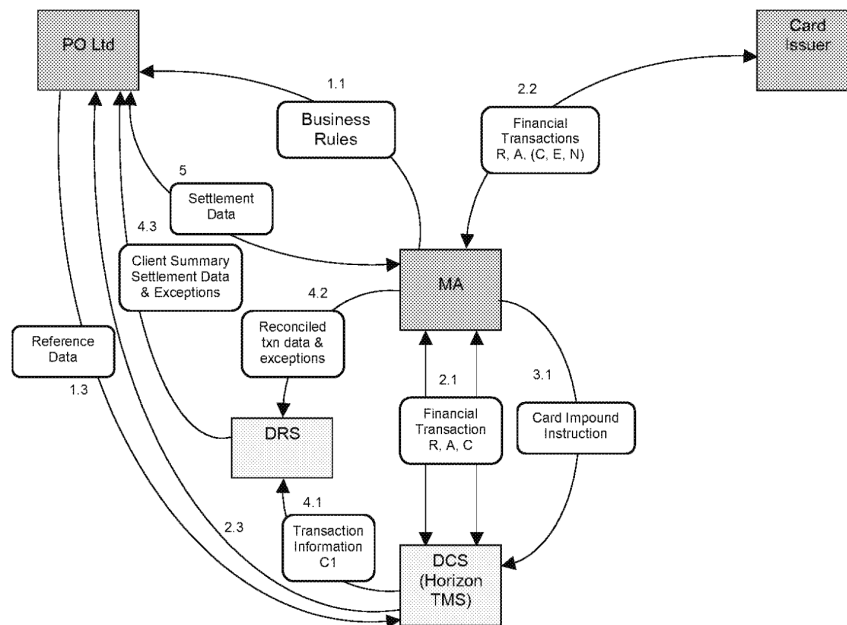 PO Ltd
Card
Issuer
1.1
2.2
Business
Rules
Financial
Transactions
R, A, (C, E, N)
5
Settlement
Data
4.3
Client Summary
Settlement Data
& Exceptions
MA
4.2
Reconciled
txn data &
exceptions
Reference
Data
1.3
2.1
3.1
Financial
Transaction
R, A, C
Card Impound
Instruction
DRS
4.1
2.3
Transaction
Information
C1
DCS
(Horizon
TMS)